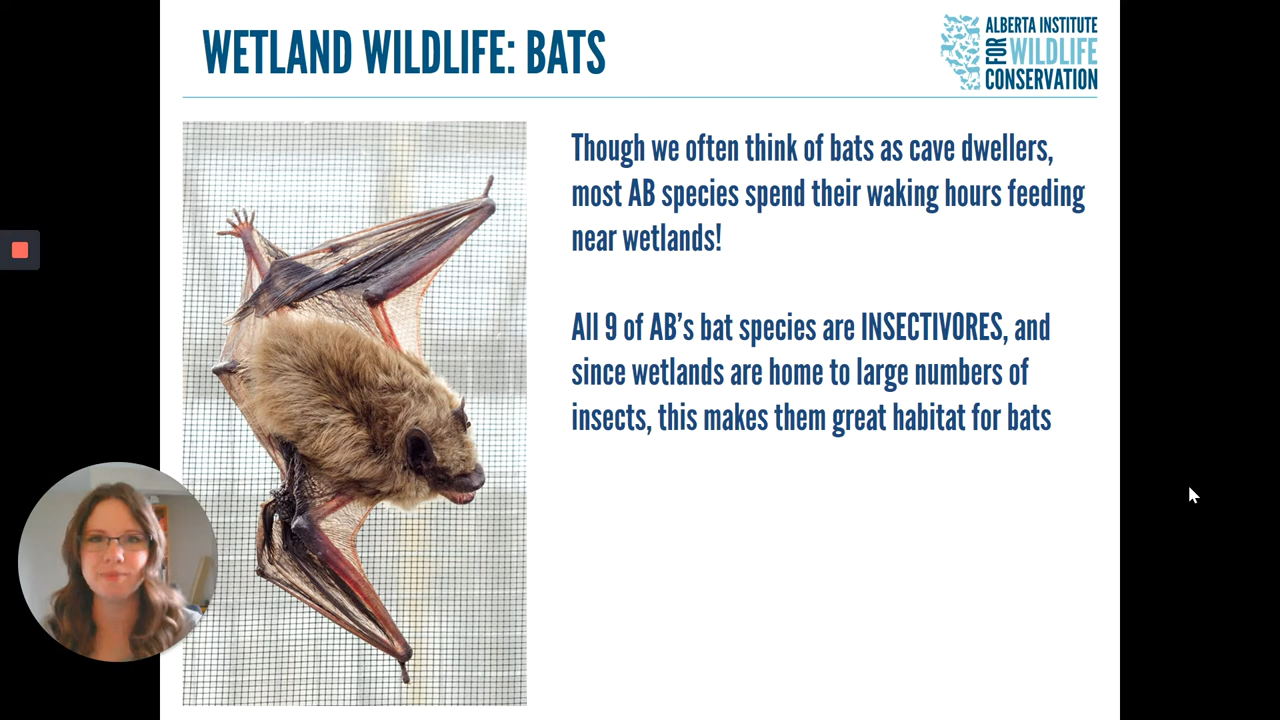 WETLAND WILDLIFE: BATS
ALBERTA INSTITUTE
FOR WILDLIFE
CONSERVATION
Though we often think of bats as cave dwellers,
most AB species spend their waking hours feeding
near wetlands!
All 9 of AB's bat species are INSECTIVORES, and
since wetlands are home to large numbers of
insects, this makes them great habitat for bats